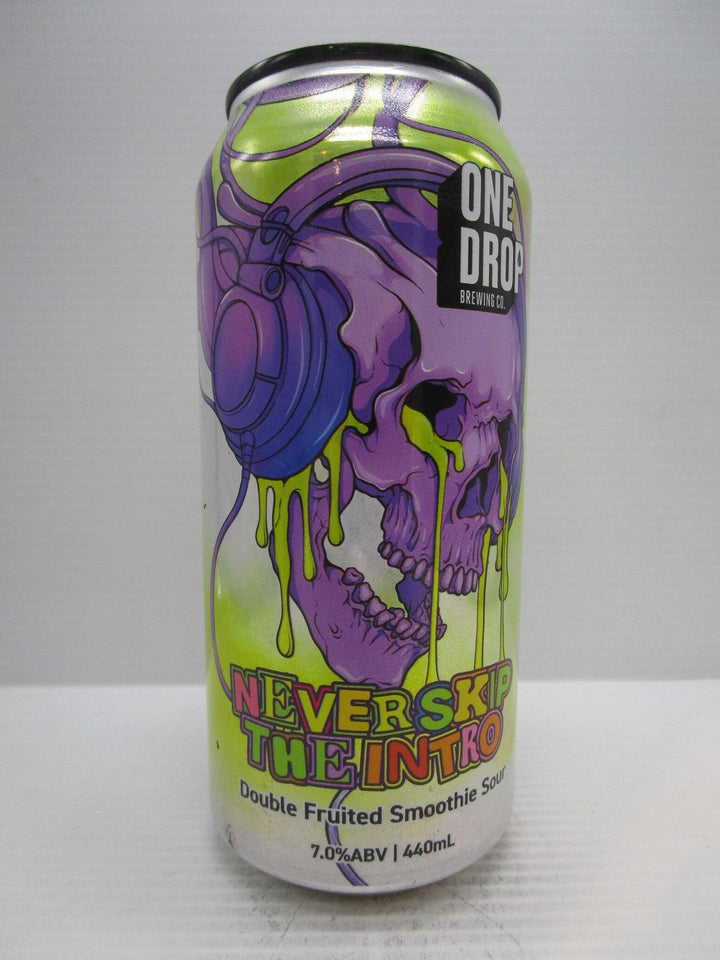 ONE
DROP
BREWING CO.
NEVER SKIP
THE INTRO
Double Fruited Smoothie Sour
7.0%ABV | 440mL